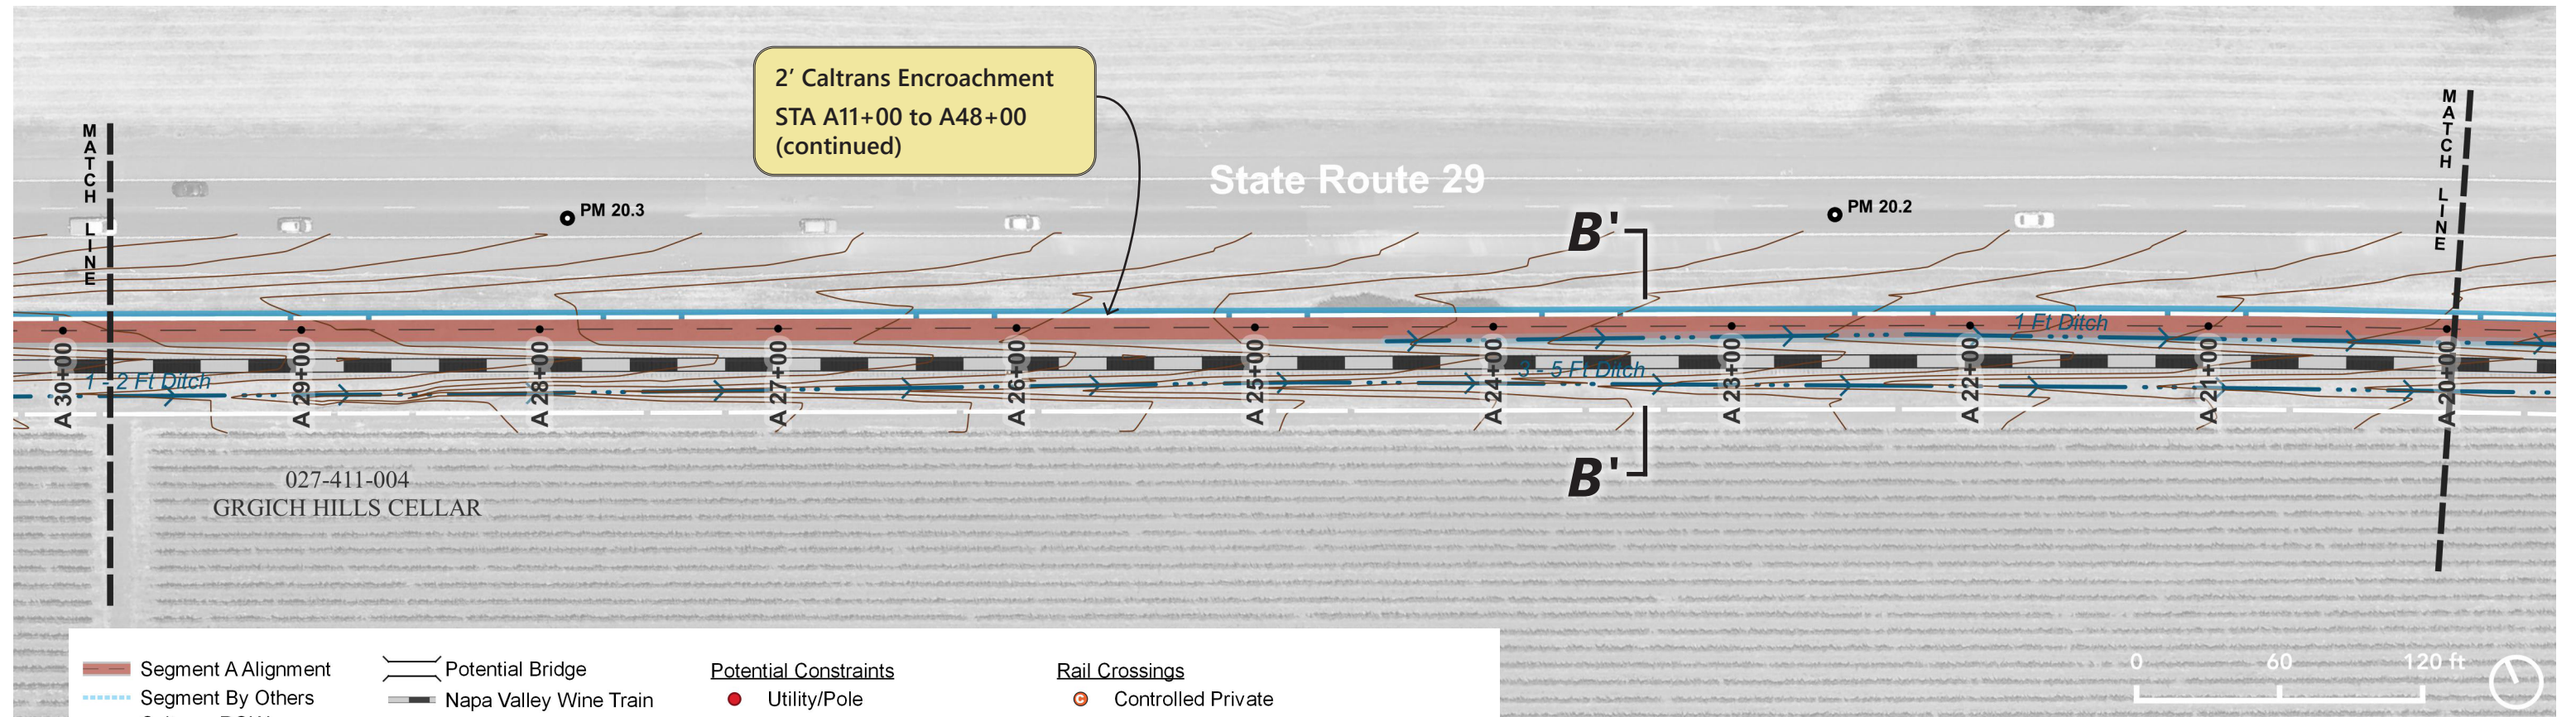 2’ Caltrans Encroachment
STA A11+00 to A48+00
(continued)
MATCH LINE
MATCH LINE
State Route 29
PM 20.3
PM 20.2
B'
1 Ft Ditch
A 30+00
A 29+00
A 28+00
A 27+00
A 26+00
A 25+00
A 24+00
A 23+00
A 22+00
A 21+00
A 20+00
1 - 2 Ft Ditch
3 - 5 Ft Ditch
B'
027-411-004
GRGICH HILLS CELLAR
Segment A Alignment
Segment By Others
Potential Bridge
Napa Valley Wine Train
Potential Constraints
Utility/Pole
Rail Crossings
C Controlled Private
0 60 120 ft